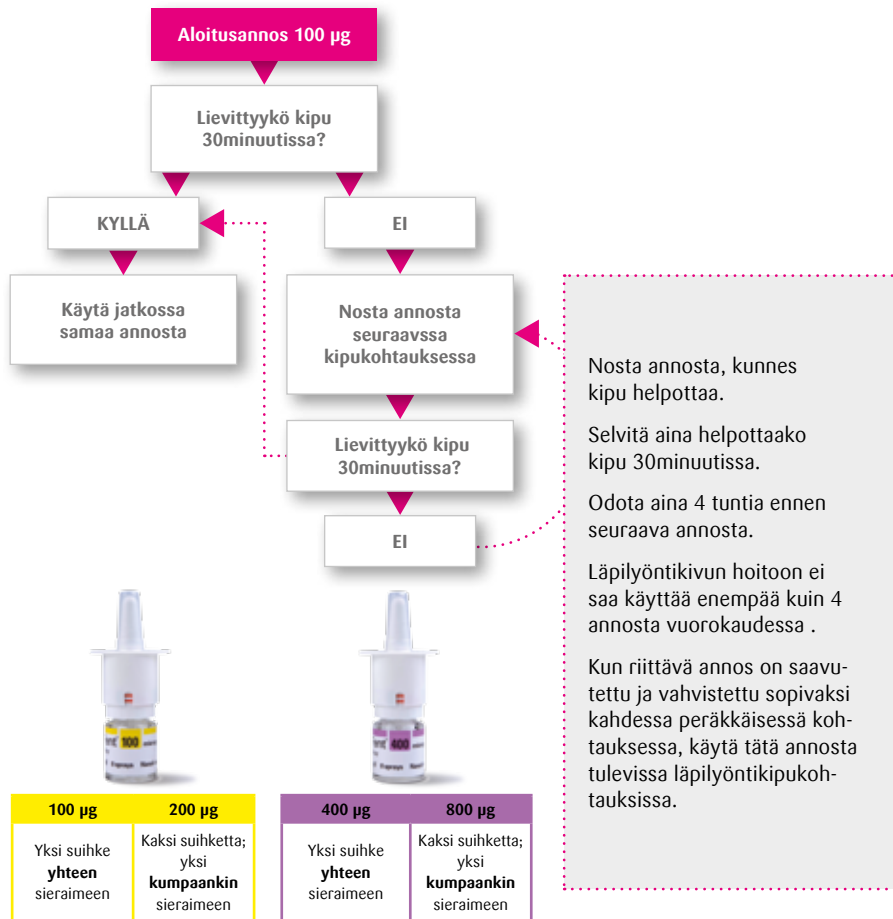 Aloitusannos 100 µg
Lievittyykö kipu
30minuutissa?
KYLLÄ
EI
Käytä jatkossa
samaa annosta
Nosta annosta
seuraavssa
kipukohtauksessa
Lievittyykö kipu
30minuutissa?
EI
Nosta annosta, kunnes
kipu helpottaa.
Selvitä aina helpottaako
kipu 30minuutissa.
Odota aina 4 tuntia ennen
seuraava annosta.
Läpilyöntikivun hoitoon ei
saa käyttää enempää kuin 4
annosta vuorokaudessa .
Kun riittävä annos on saavu-
tettu ja vahvistettu sopivaksi
kahdessa peräkkäisessä koh-
tauksessa, käytä tätä annosta
tulevissa läpilyöntikipukoh-
tauksissa.
100
400
100 µg
200 µg
Yksi suihke
yhteen
sieraimeen
Kaksi suihketta;
yksi
kumpaankin
sieraimeen
400 µg
800 µg
Yksi suihke
yhteen
sieraimeen
Kaksi suihketta;
yksi
kumpaankin
sieraimeen